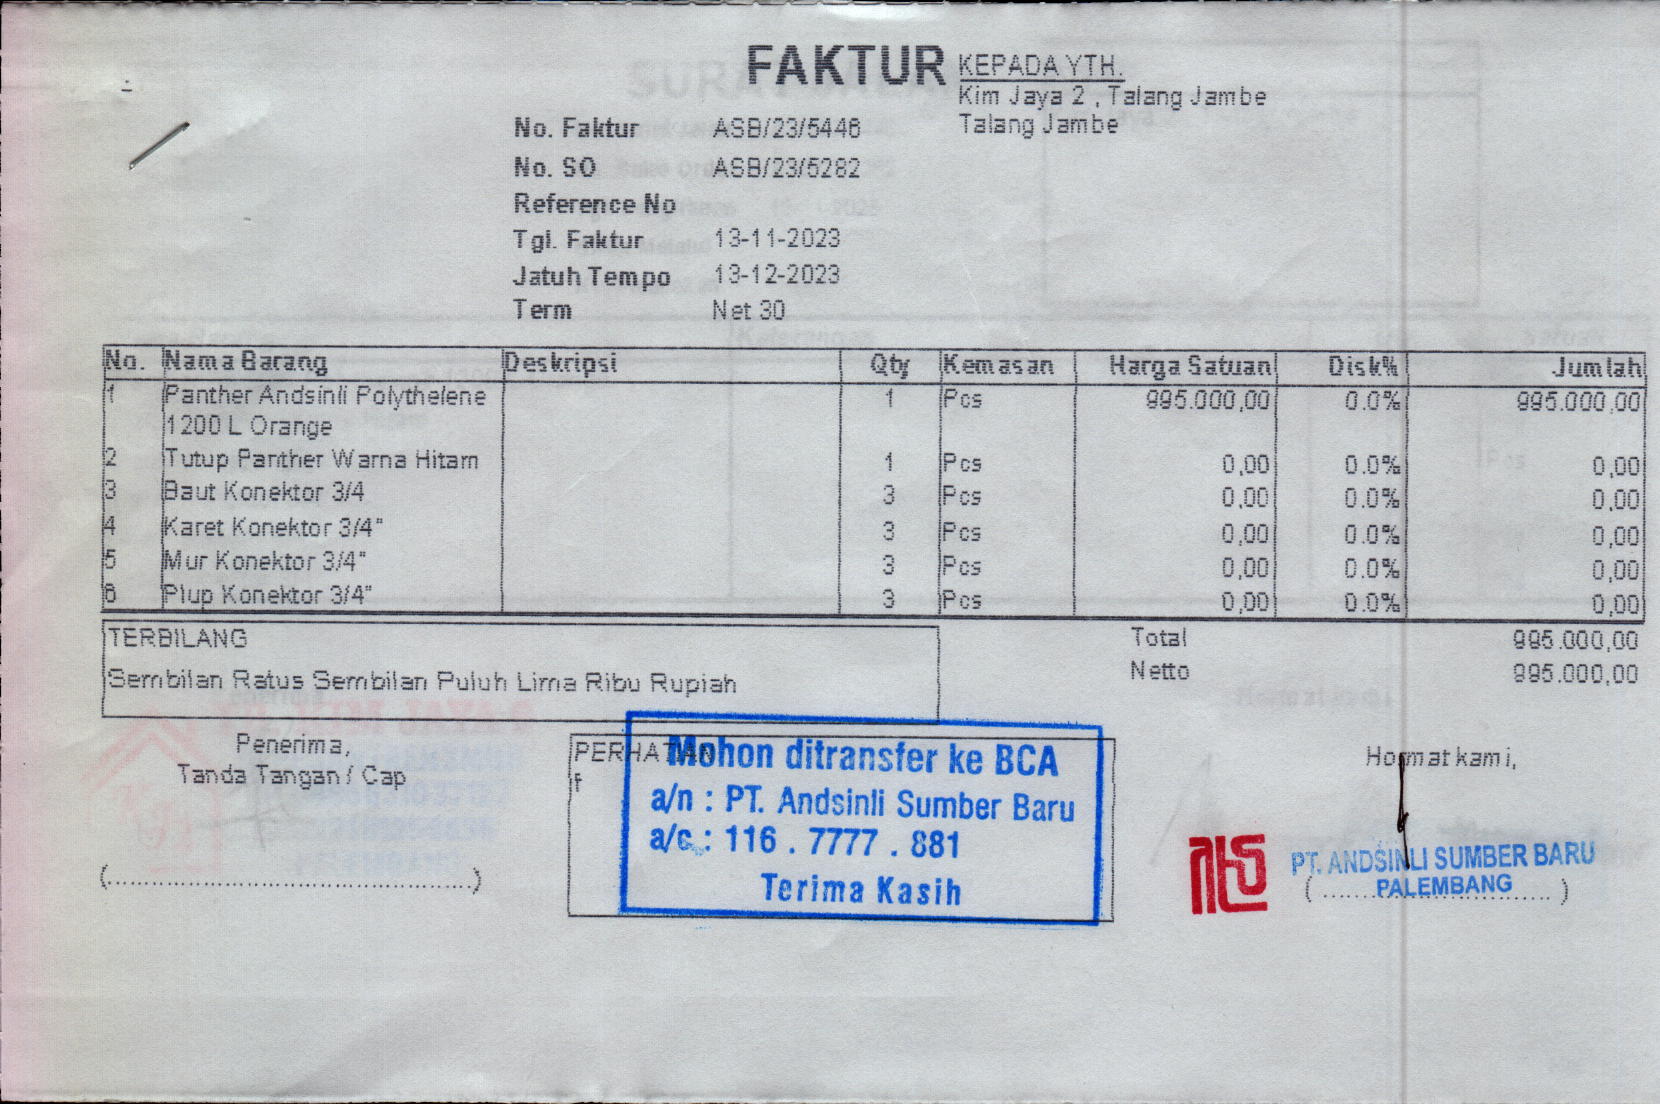 FAKTUR
KEPADA YTH.
Kim Jaya 2 , Talang Jambe
Talang Jambe
No. Faktur ASB/23/5446
No. SO ASB/23/5282
Reference No
Tgl. Faktur 13-11-2023
Jatuh Tempo 13-12-2023
Term Net 30
No. Nama Barang Deskripsi Qty Kemasan Harga Satuan Disk% Jumlah
1 Panther Andsinli Polythelene 1 Pcs 995.000,00 0.0% 995.000,00
1200 L Orange
2 Tutup Panther Warna Hitam 1 Pcs 0,00 0.0% 0,00
3 Baut Konektor 3/4 3 Pcs 0,00 0.0% 0,00
4 Karet Konektor 3/4" 3 Pcs 0,00 0.0% 0,00
5 Mur Konektor 3/4" 3 Pcs 0,00 0.0% 0,00
6 Plup Konektor 3/4" 3 Pcs 0,00 0.0% 0,00
TERBILANG
Sembilan Ratus Sembilan Puluh Lima Ribu Rupiah
Total 995.000,00
Netto 995.000,00
Penerima,
Tanda Tangan / Cap
(..................................................)
PERHATIAN
f
Mohon ditransfer ke BCA
a/n : PT. Andsinli Sumber Baru
a/c : 116 . 7777 . 881
Terima Kasih
Hormat kami,
PT. ANDSINLI SUMBER BARU
PALEMBANG
(..................................)